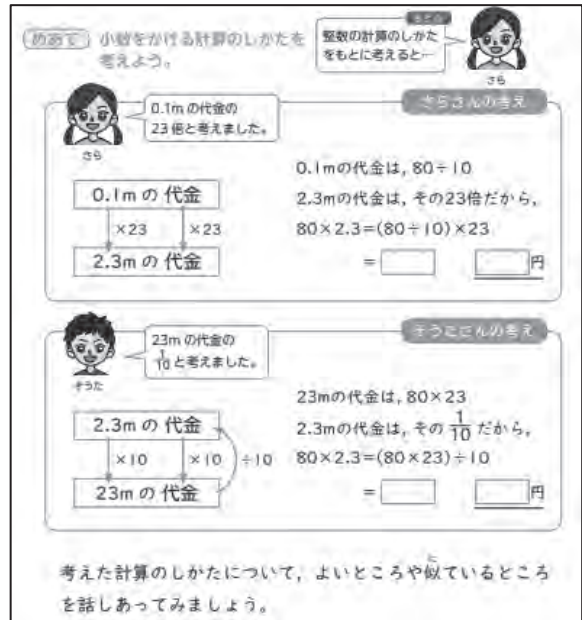 めあて 小数をかける計算のしかたを
考えよう。
整数の計算のしかた
をもとに考えると…
さら
さらさんの考え
0.1mの代金の
23倍と考えました。
さら
0.1mの代金
×23 ×23
2.3mの代金
0.1mの代金は, 80÷10
2.3mの代金は, その23倍だから,
80×2.3=(80÷10)×23
= 円
そうたさんの考え
23mの代金の
1/10と考えました。
そうた
2.3mの代金
×10 ×10 ÷10
23mの代金
23mの代金は, 80×23
2.3mの代金は, その1/10だから,
80×2.3=(80×23)÷10
= 円
考えた計算のしかたについて, よいところや似ているところ
を話しあってみましょう。